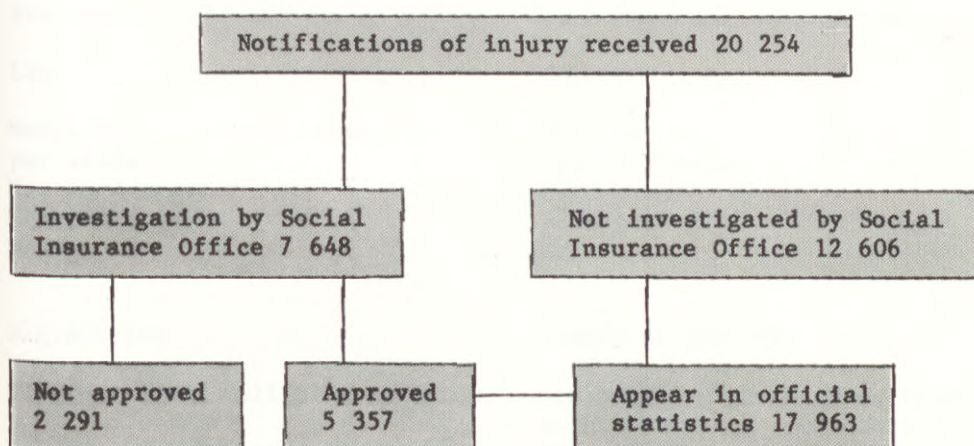 Notifications of injury received 20 254
Investigation by Social
Insurance Office 7 648
Not investigated by Social
Insurance Office 12 606
Not approved
2 291
Approved
5 357
Appear in official
statistics 17 963